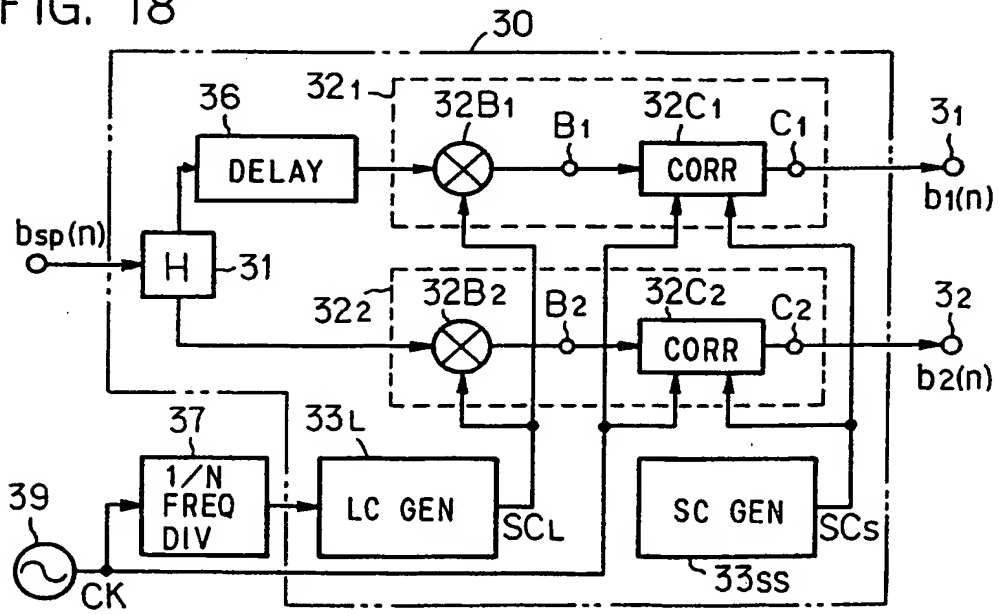 FIG. 18
30
321
36
32B1
B1
32C1
C1
31
DELAY
CORR
b1(n)
bsp(n)
H
31
322
32B2
B2
32C2
C2
32
CORR
b2(n)
37
33L
39
1/N
FREQ
DIV
LC GEN
SCL
SC GEN
SCS
CK
33SS